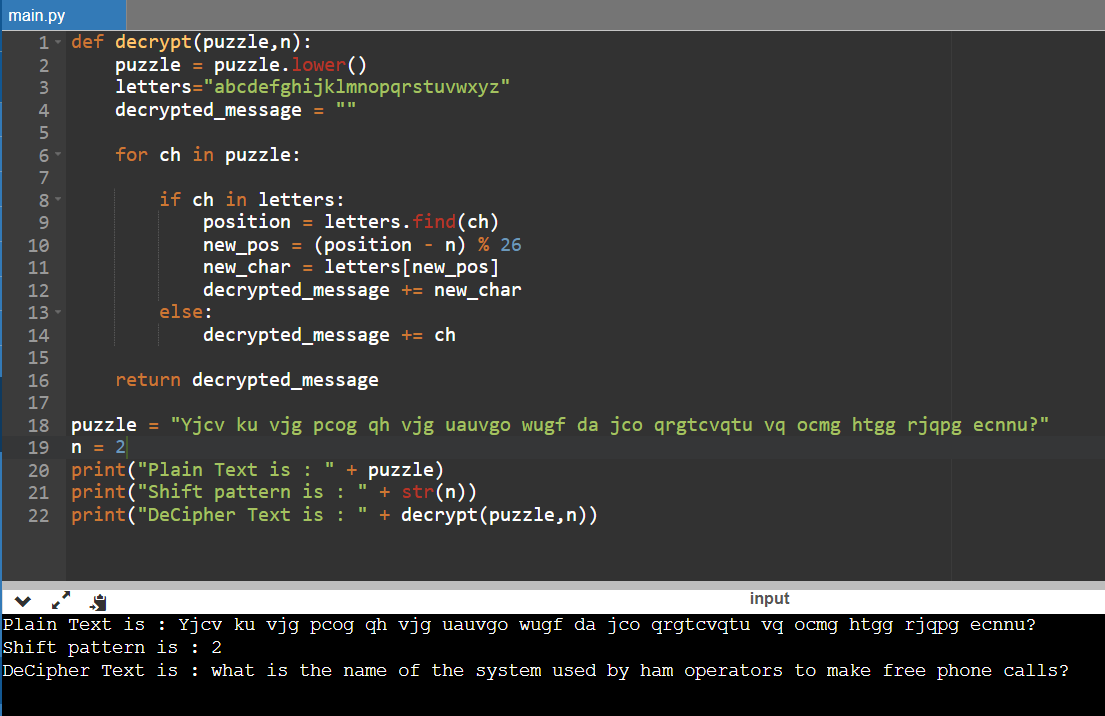 main.py
1 def decrypt(puzzle,n):
2     puzzle = puzzle.lower()
3     letters="abcdefghijklmnopqrstuvwxyz"
4     decrypted_message = ""
5
6     for ch in puzzle:
7
8         if ch in letters:
9             position = letters.find(ch)
10             new_pos = (position - n) % 26
11             new_char = letters[new_pos]
12             decrypted_message += new_char
13         else:
14             decrypted_message += ch
15
16     return decrypted_message
17
18 puzzle = "Yjcv ku vjg pcog qh vjg uauvgo wugf da jco qrgtcvqtu vq ocmg htgg rjqpg ecnnu?"
19 n = 2
20 print("Plain Text is : " + puzzle)
21 print("Shift pattern is : " + str(n))
22 print("DeCipher Text is : " + decrypt(puzzle,n))
input
Plain Text is : Yjcv ku vjg pcog qh vjg uauvgo wugf da jco qrgtcvqtu vq ocmg htgg rjqpg ecnnu?
Shift pattern is : 2
DeCipher Text is : what is the name of the system used by ham operators to make free phone calls?